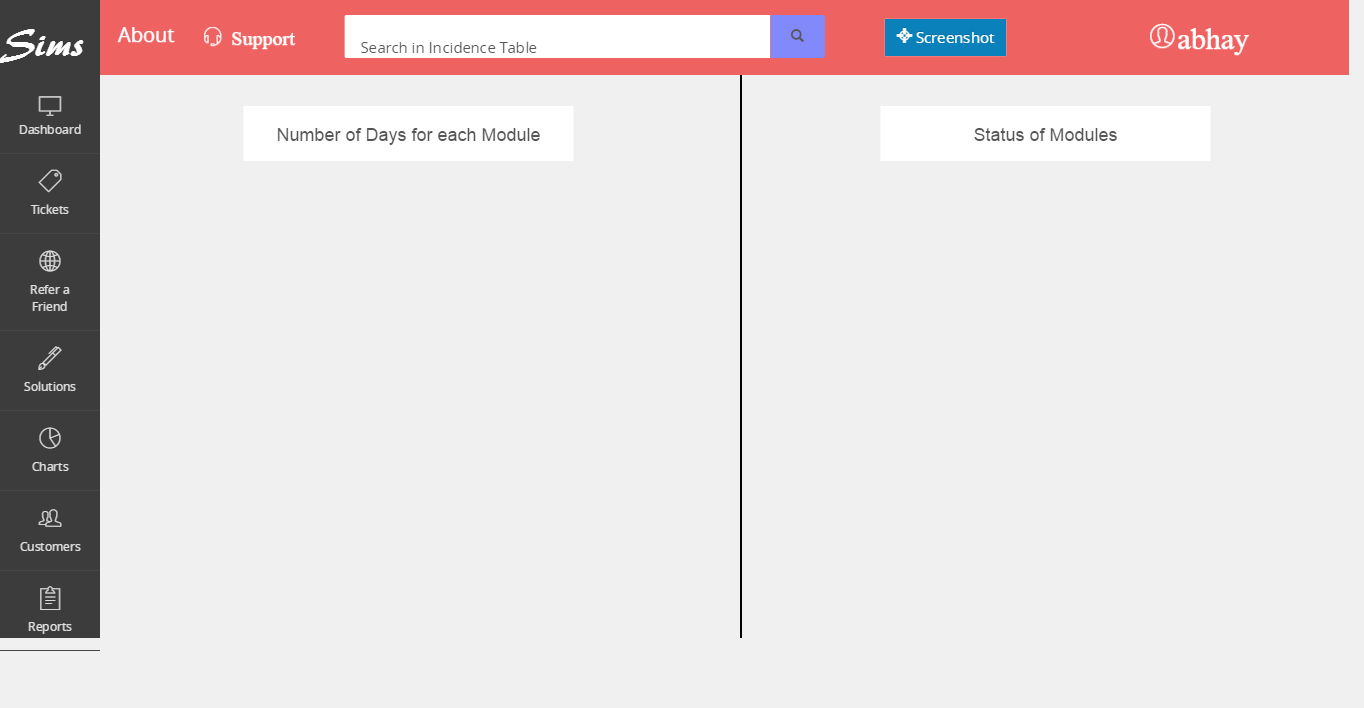 Sims
About
Support
Search in Incidence Table
Screenshot
abhay
Dashboard
Tickets
Refer a
Friend
Solutions
Charts
Customers
Reports
Number of Days for each Module
Status of Modules